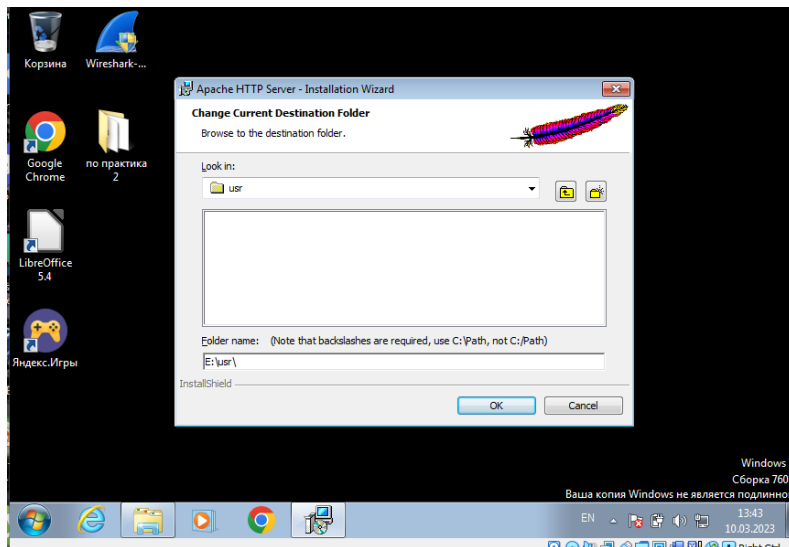 Корзина
Wireshark-...
Apache HTTP Server - Installation Wizard
Change Current Destination Folder
Browse to the destination folder.
Google
Chrome
по практика
2
Look in:
usr
LibreOffice
5.4
Яндекс.Игры
Folder name: (Note that backslashes are required, use C:\Path, not C:/Path)
E:\usr\
InstallShield
OK
Cancel
Windows
Сборка 760
Ваша копия Windows не является подлинно
EN
13:43
10.03.2023
Right Ctrl